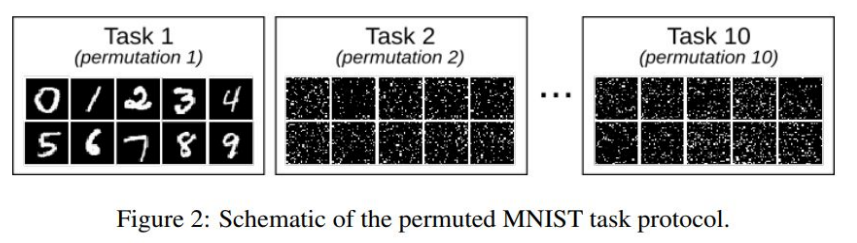 Task 1
(permutation 1)
0 1 2 3 4
5 6 7 8 9
Task 2
(permutation 2)
...
Task 10
(permutation 10)
Figure 2: Schematic of the permuted MNIST task protocol.